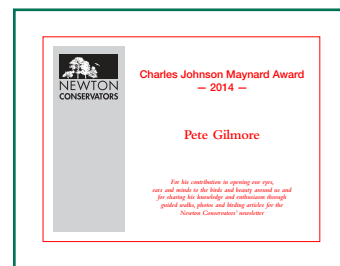 NEWTON
CONSERVATORS
Charles Johnson Maynard Award
— 2014 —
Pete Gilmore
For his contribution in opening our eyes,
ears and minds to the birds and beauty around us and
for sharing his knowledge and enthusiasm through
guided walks, photos and birding articles for the
Newton Conservators' newsletter